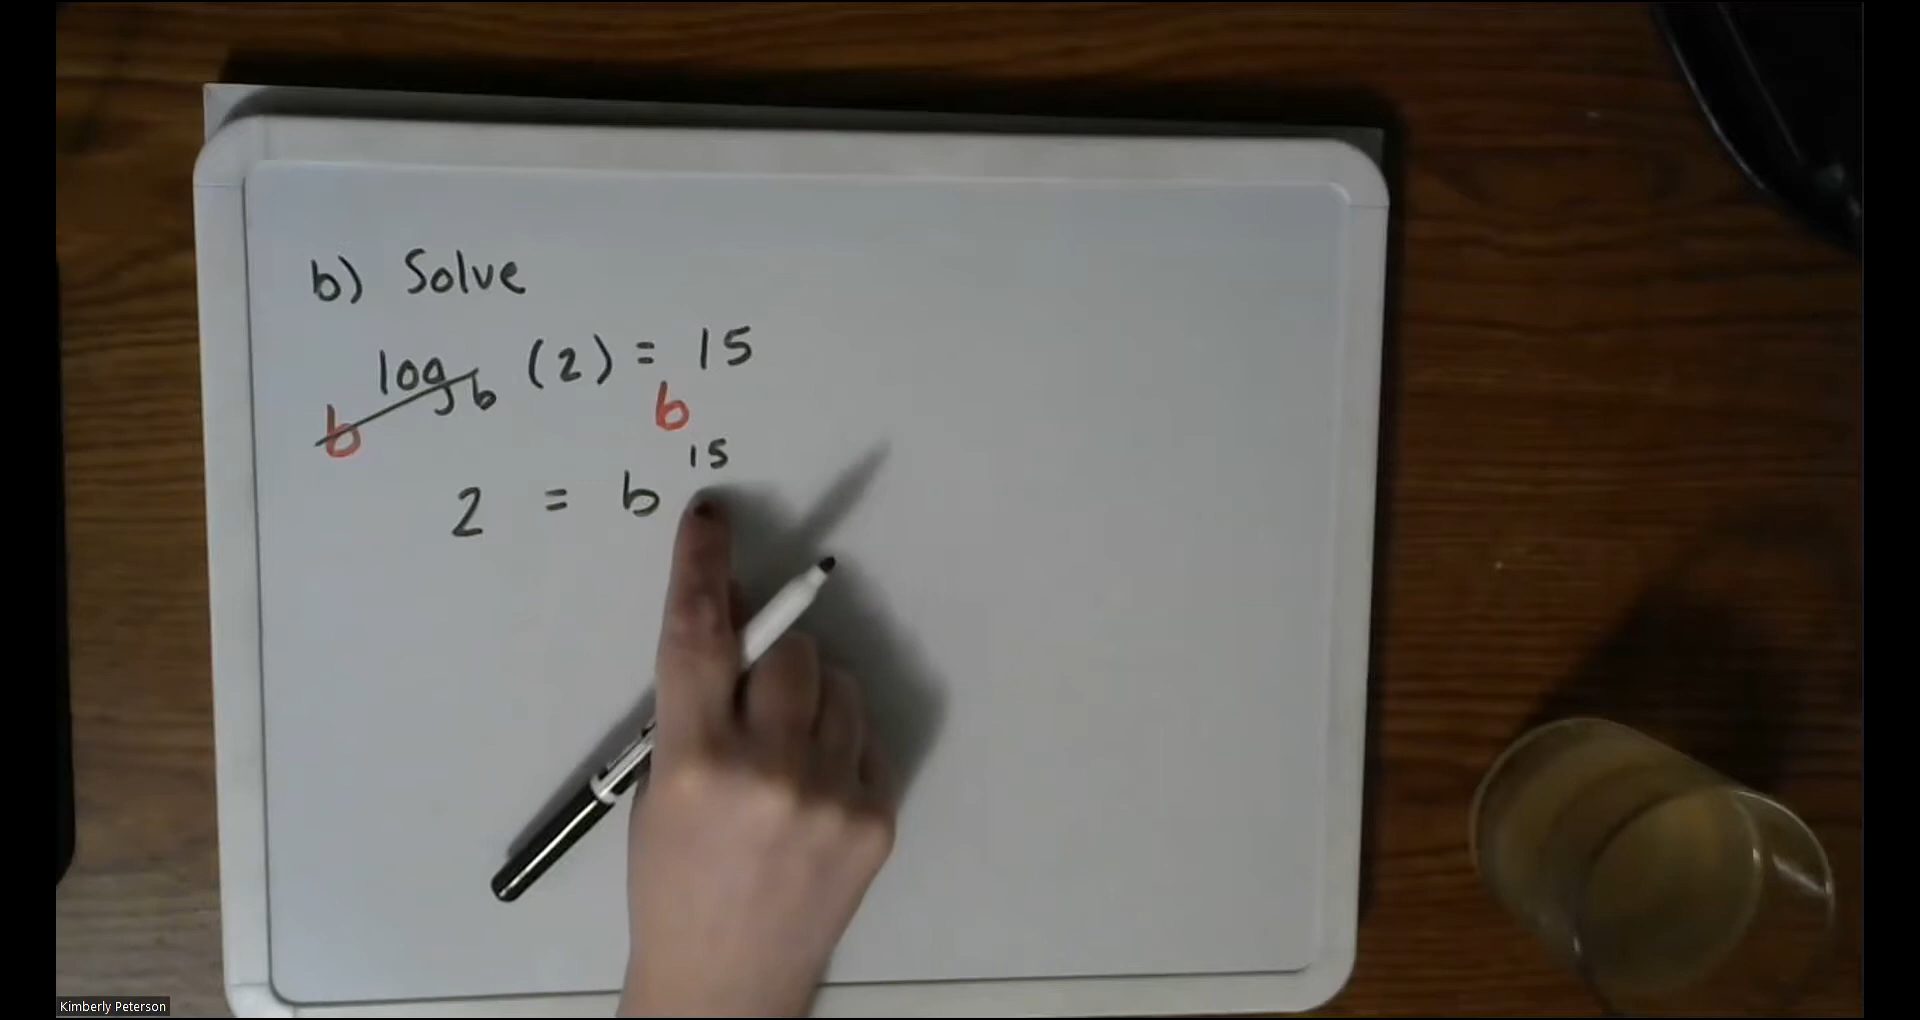 b) Solve
log_b (2) = 15
b b
2 = b^15
Kimberly Peterson